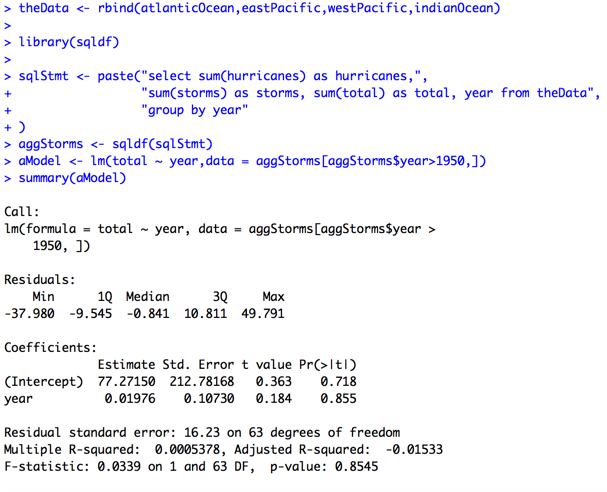 > theData <- rbind(atlanticOcean,eastPacific,westPacific,indianOcean)
>
> library(sqldf)
>
> sqlStmt <- paste("select sum(hurricanes) as hurricanes,",
+                  "sum(storms) as storms, sum(total) as total, year from theData",
+                  "group by year"
+ )
> aggStorms <- sqldf(sqlStmt)
> aModel <- lm(total ~ year,data = aggStorms[aggStorms$year>1950,])
> summary(aModel)

Call:
lm(formula = total ~ year, data = aggStorms[aggStorms$year >
    1950, ])

Residuals:
    Min      1Q  Median      3Q     Max
-37.980  -9.545  -0.841  10.811  49.791

Coefficients:
             Estimate Std. Error t value Pr(>|t|)
(Intercept)  77.27150  212.78168   0.363    0.718
year          0.01976    0.10730   0.184    0.855

Residual standard error: 16.23 on 63 degrees of freedom
Multiple R-squared:  0.0005378, Adjusted R-squared:  -0.01533
F-statistic: 0.0339 on 1 and 63 DF,  p-value: 0.8545